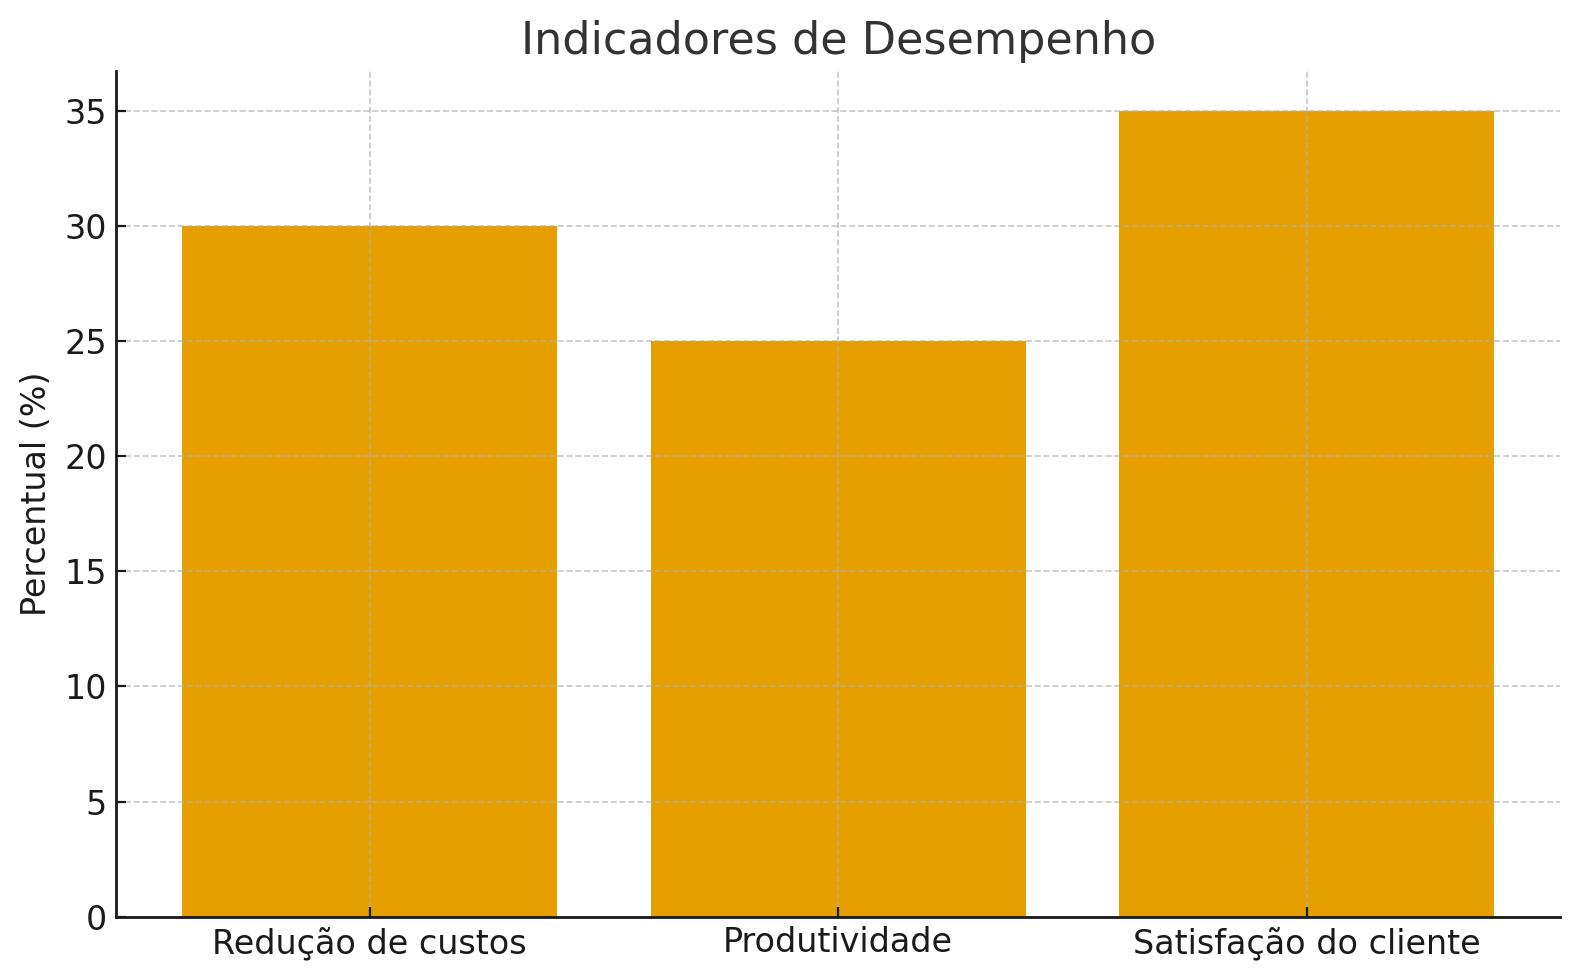 Indicadores de Desempenho
Percentual (%)
35
30
25
20
15
10
5
0
Redução de custos
Produtividade
Satisfação do cliente